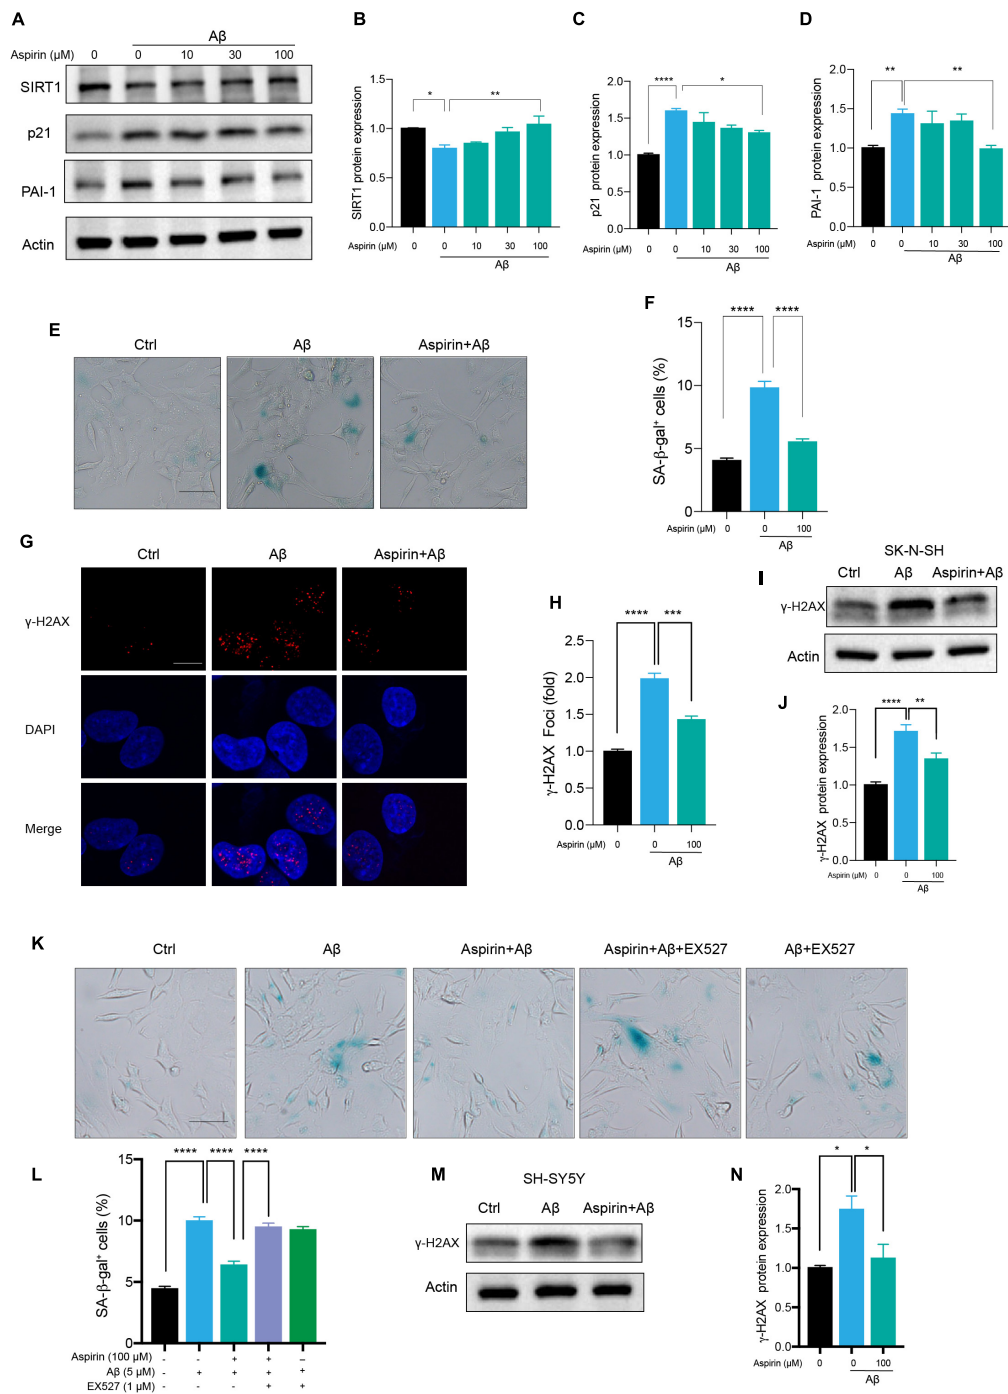 A
Aβ
Aspirin (μM) 0 0 10 30 100
SIRT1
p21
PAI-1
Actin
B
* **
SIRT1 protein expression
1.5
1.0
0.5
0.0
Aspirin (μM) 0 0 10 30 100
Aβ
C
**** *
p21 protein expression
2.0
1.5
1.0
0.5
0.0
Aspirin (μM) 0 0 10 30 100
Aβ
D
** **
PAI-1 protein expression
2.0
1.5
1.0
0.5
0.0
Aspirin (μM) 0 0 10 30 100
Aβ
E
Ctrl Aβ Aspirin+Aβ
F
**** ****
SA-β-gal⁺ cells (%)
15
10
5
0
Aspirin (μM) 0 0 100
Aβ
G
Ctrl Aβ Aspirin+Aβ
γ-H2AX
DAPI
Merge
H
**** ***
γ-H2AX Foci (fold)
2.5
2.0
1.5
1.0
0.5
0.0
Aspirin (μM) 0 0 100
Aβ
I
SK-N-SH
Ctrl Aβ Aspirin+Aβ
γ-H2AX
Actin
J
**** **
γ-H2AX protein expression
2.0
1.5
1.0
0.5
0.0
Aspirin (μM) 0 0 100
Aβ
K
Ctrl Aβ Aspirin+Aβ Aspirin+Aβ+EX527 Aβ+EX527
L
**** **** ****
SA-β-gal⁺ cells (%)
15
10
5
0
Aspirin (100 μM) - - + + –
Aβ (5 μM) - + + + +
EX527 (1 μM) - - - + +
M
SH-SY5Y
Ctrl Aβ Aspirin+Aβ
γ-H2AX
Actin
N
* *
γ-H2AX protein expression
2.0
1.5
1.0
0.5
0.0
Aspirin (μM) 0 0 100
Aβ